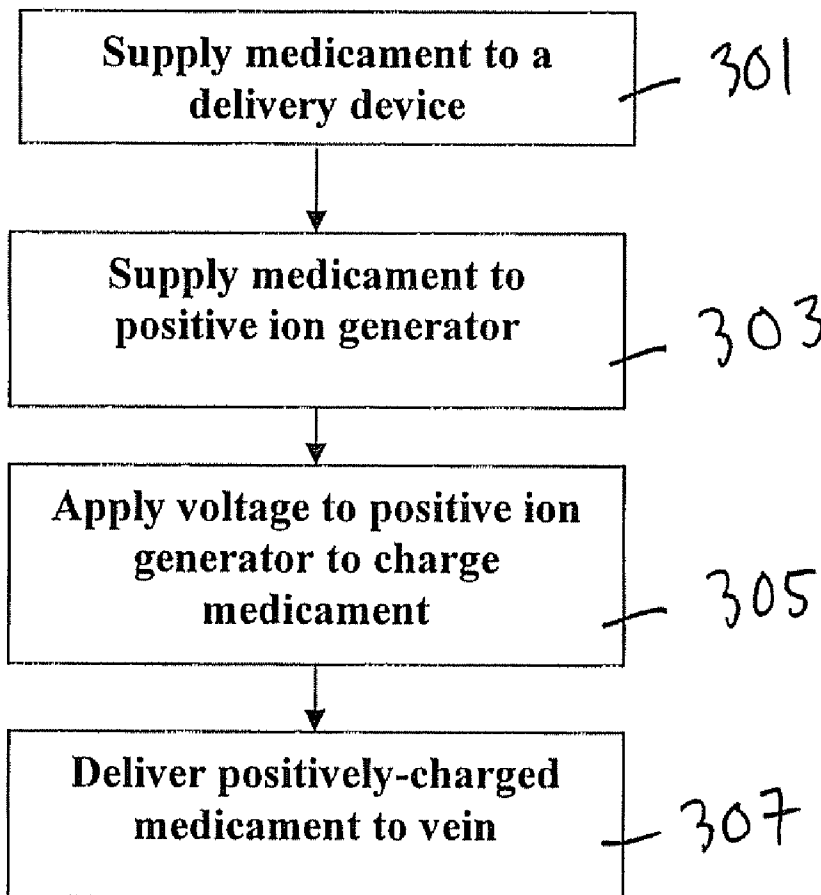 Supply medicament to a
delivery device
301
Supply medicament to
positive ion generator
303
Apply voltage to positive ion
generator to charge
medicament
305
Deliver positively-charged
medicament to vein
307